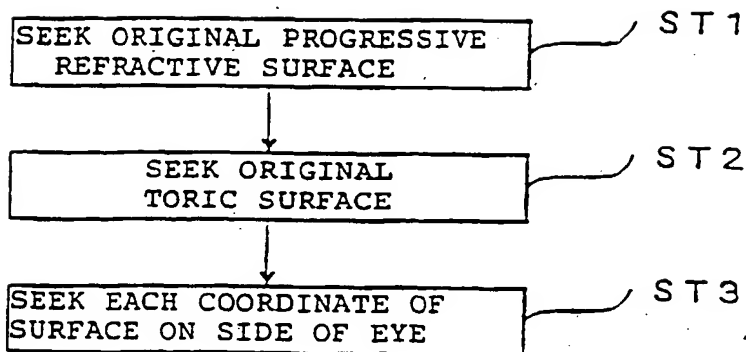 SEEK ORIGINAL PROGRESSIVE
REFRACTIVE SURFACE
ST1
SEEK ORIGINAL
TORIC SURFACE
ST2
SEEK EACH COORDINATE OF
SURFACE ON SIDE OF EYE
ST3